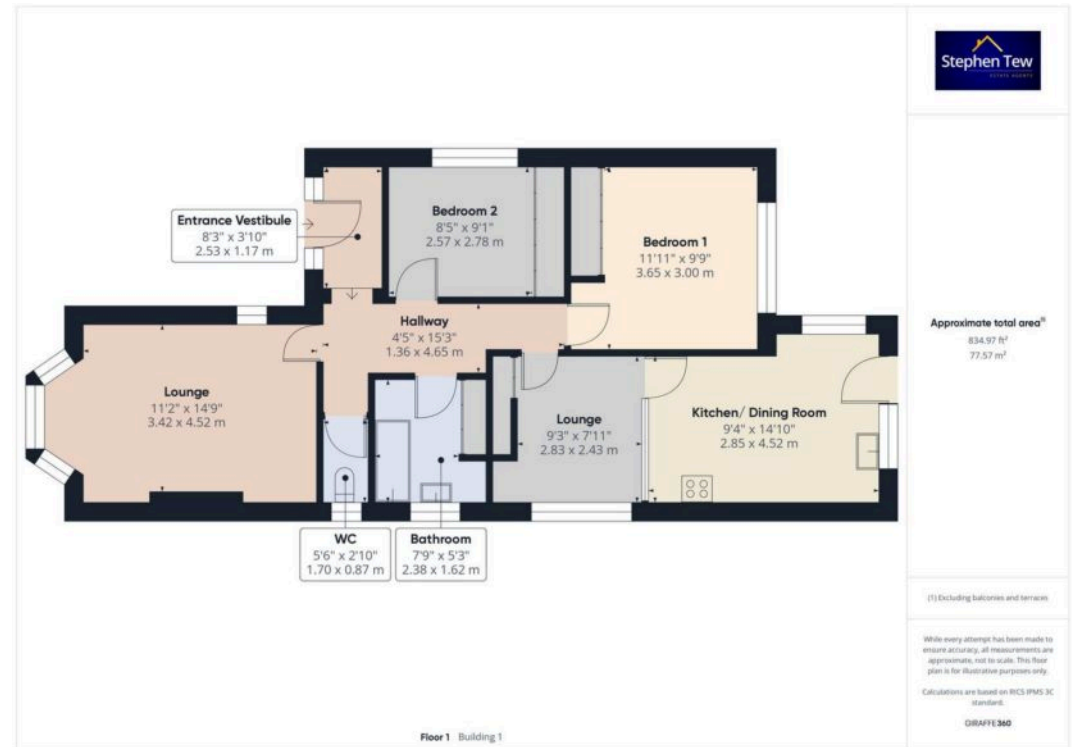 Stephen Tew
ESTATE AGENTS
Entrance Vestibule
8'3" x 3'10"
2.53 x 1.17 m
Bedroom 2
8'5" x 9'1"
2.57 x 2.78 m
Bedroom 1
11'11" x 9'9"
3.65 x 3.00 m
Hallway
4'5" x 15'3"
1.36 x 4.65 m
Lounge
11'2" x 14'9"
3.42 x 4.52 m
Lounge
9'3" x 7'11"
2.83 x 2.43 m
Kitchen/ Dining Room
9'4" x 14'10"
2.85 x 4.52 m
WC
5'6" x 2'10"
1.70 x 0.87 m
Bathroom
7'9" x 5'3"
2.38 x 1.62 m
Approximate total area⁽¹⁾
834.97 ft²
77.57 m²
(1) Excluding balconies and terraces
While every attempt has been made to
ensure accuracy, all measurements are
approximate, not to scale. This floor
plan is for illustrative purposes only.
Calculations are based on RICS IPMS 3C
standard.
GIRAFFE360
Floor 1 Building 1